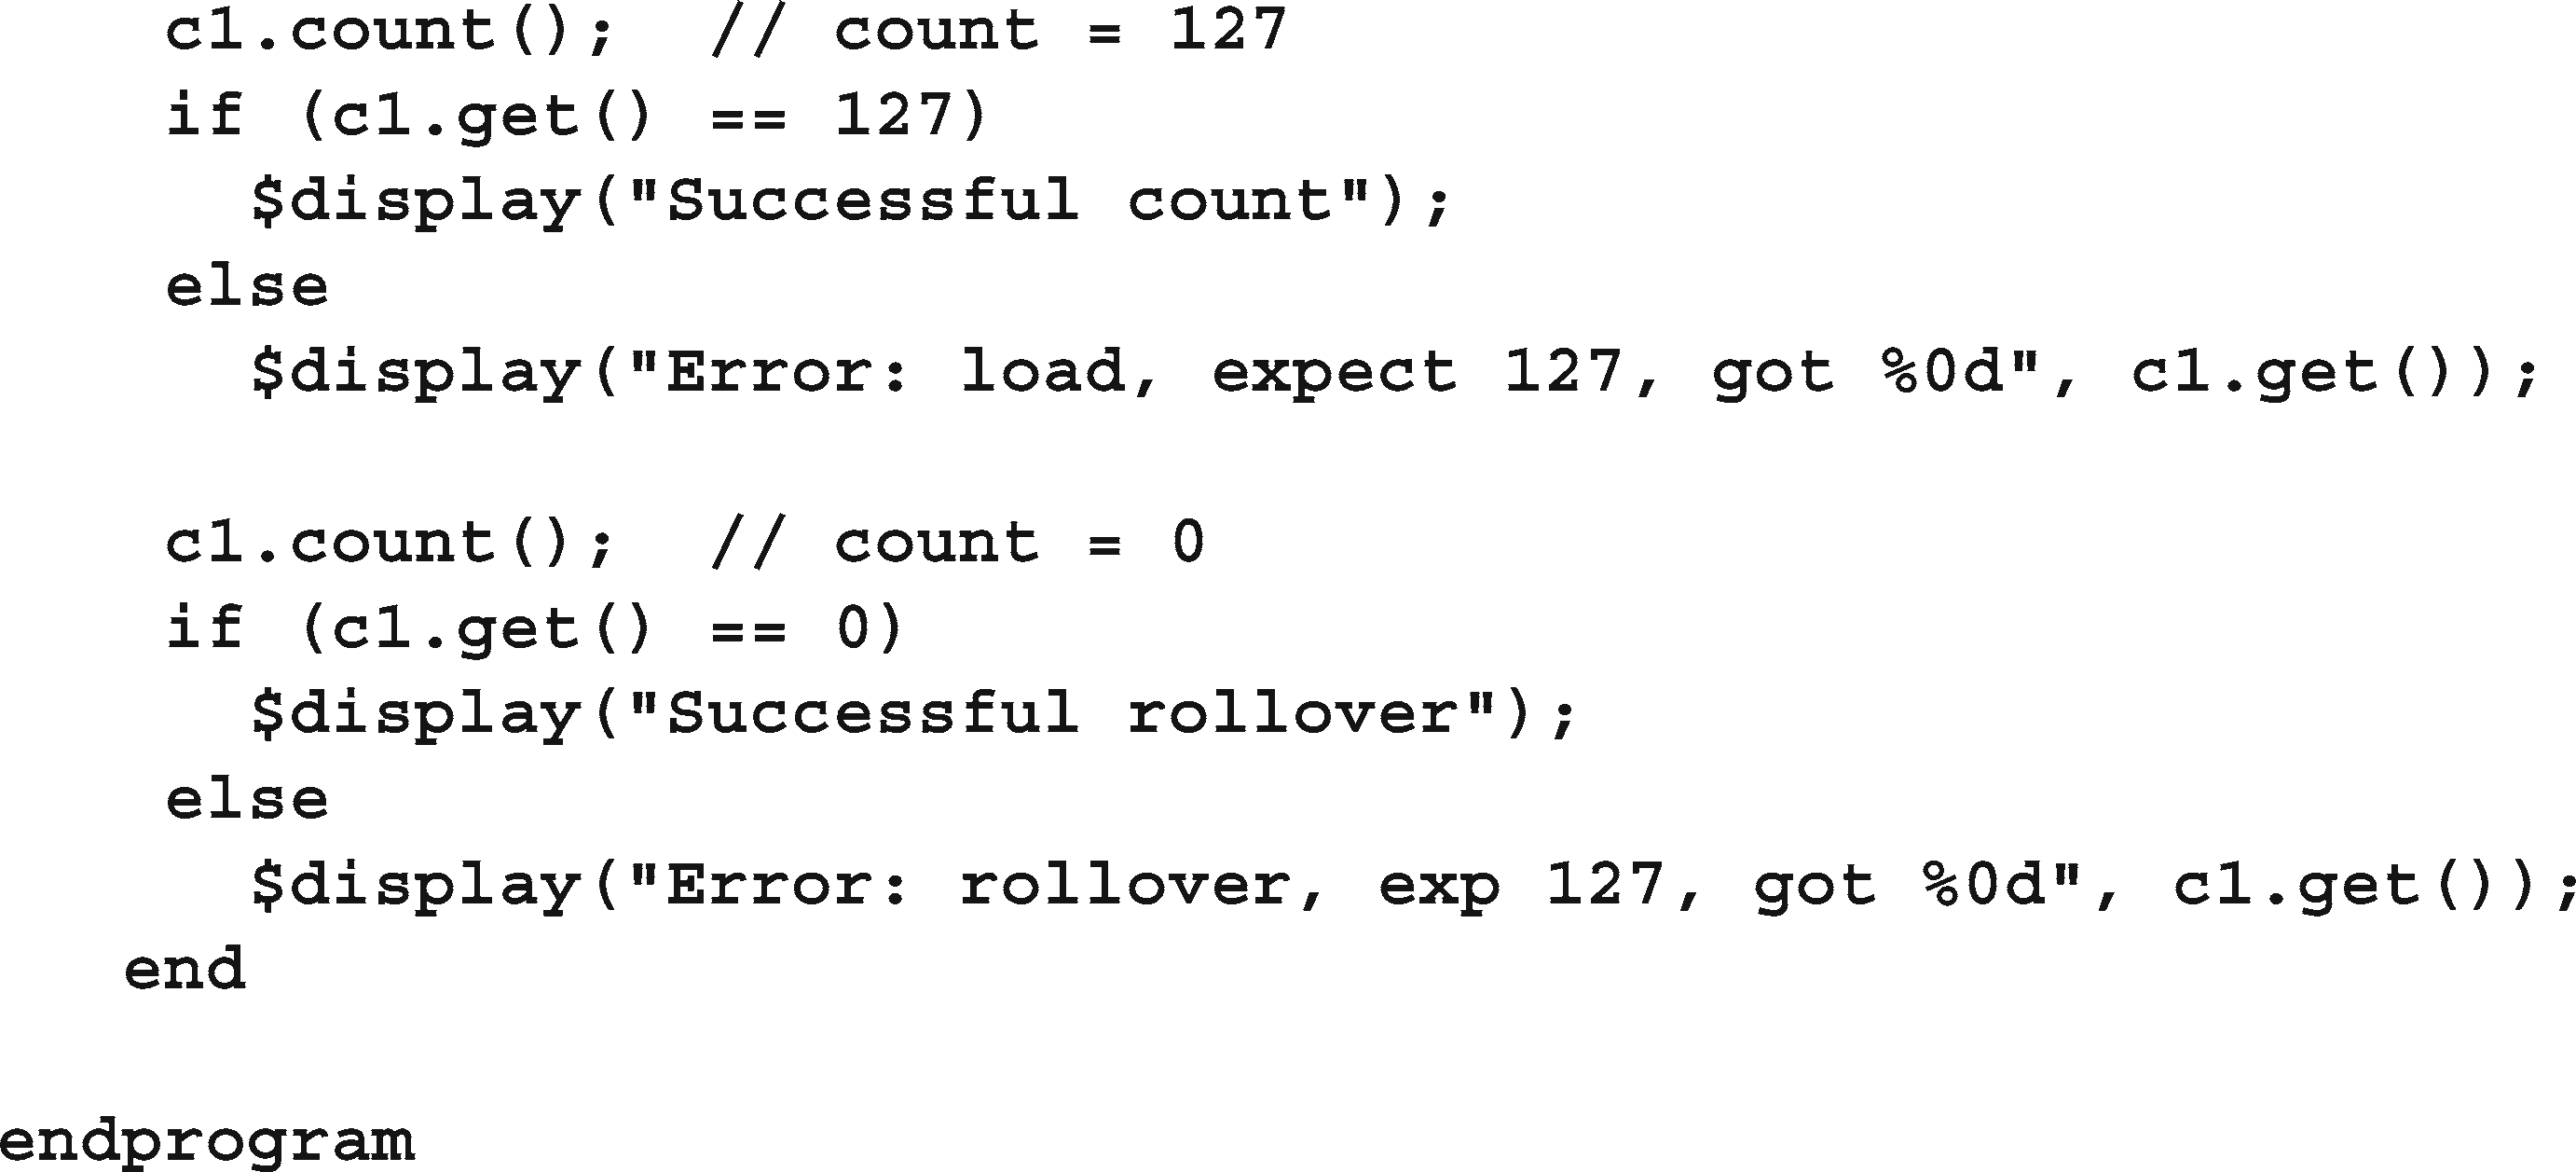 c1.count();  // count = 127
if (c1.get() == 127)
  $display("Successful count");
else
  $display("Error: load, expect 127, got %0d", c1.get());

c1.count();  // count = 0
if (c1.get() == 0)
  $display("Successful rollover");
else
  $display("Error: rollover, exp 127, got %0d", c1.get());
end

endprogram